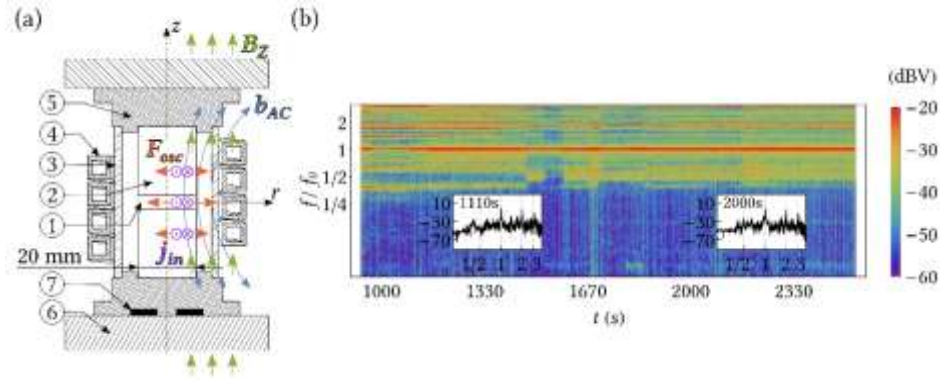 (a)
z
B_Z
b_AC
5
4
3
2
1
F_osc
r
j_in
20 mm
7
6
(b)
(dBV)
−20
−30
−40
−50
−60
f / f₀
2
1
1/2
1/4
10
−30
−70
1110s
1/2 1 2 3
10
−30
−70
2000s
1/2 1 2 3
1000 1330 1670 2000 2330
t (s)